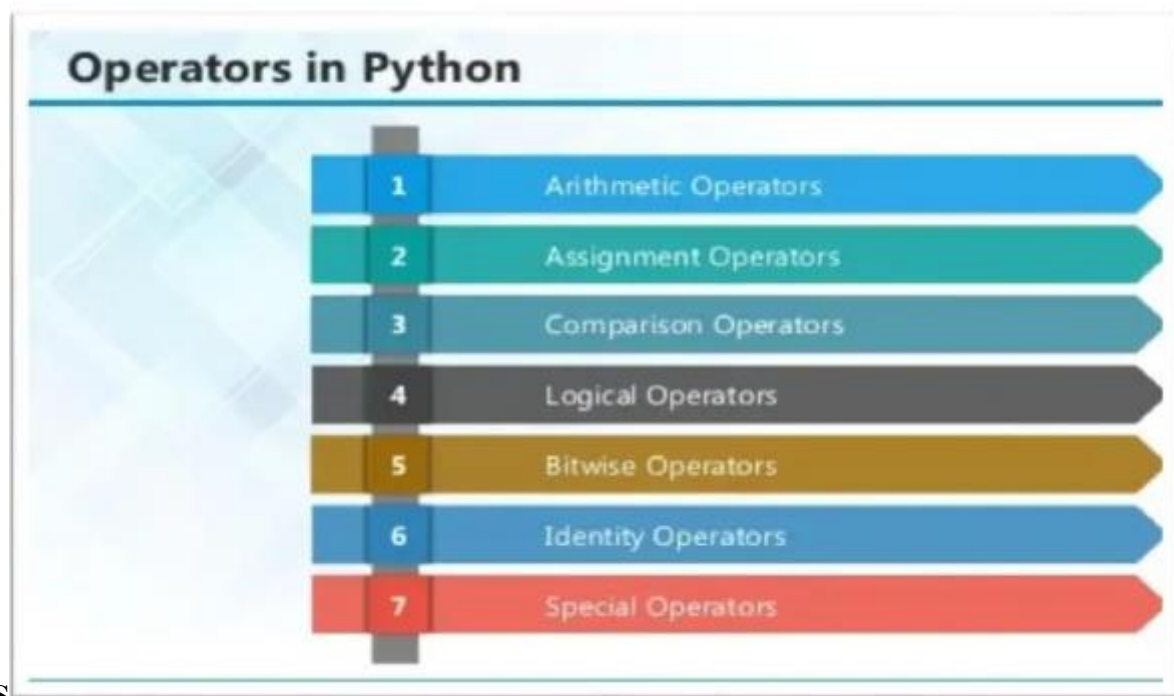 Operators in Python
1 Arithmetic Operators
2 Assignment Operators
3 Comparison Operators
4 Logical Operators
5 Bitwise Operators
6 Identity Operators
7 Special Operators